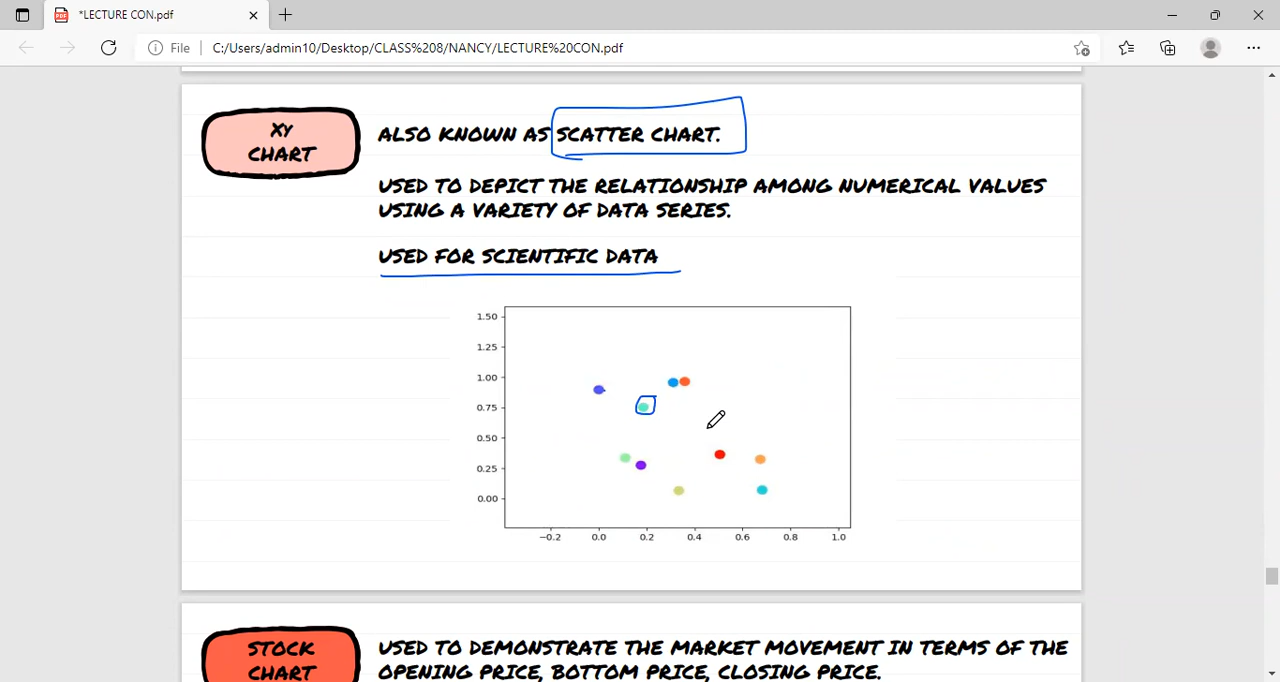 *LECTURE CON.pdf
File C:/Users/admin10/Desktop/CLASS%208/NANCY/LECTURE%20CON.pdf
XY
CHART
ALSO KNOWN AS SCATTER CHART.
USED TO DEPICT THE RELATIONSHIP AMONG NUMERICAL VALUES
USING A VARIETY OF DATA SERIES.
USED FOR SCIENTIFIC DATA
1.50
1.25
1.00
0.75
0.50
0.25
0.00
−0.2 0.0 0.2 0.4 0.6 0.8 1.0
STOCK
CHART
USED TO DEMONSTRATE THE MARKET MOVEMENT IN TERMS OF THE
OPENING PRICE, BOTTOM PRICE, CLOSING PRICE.